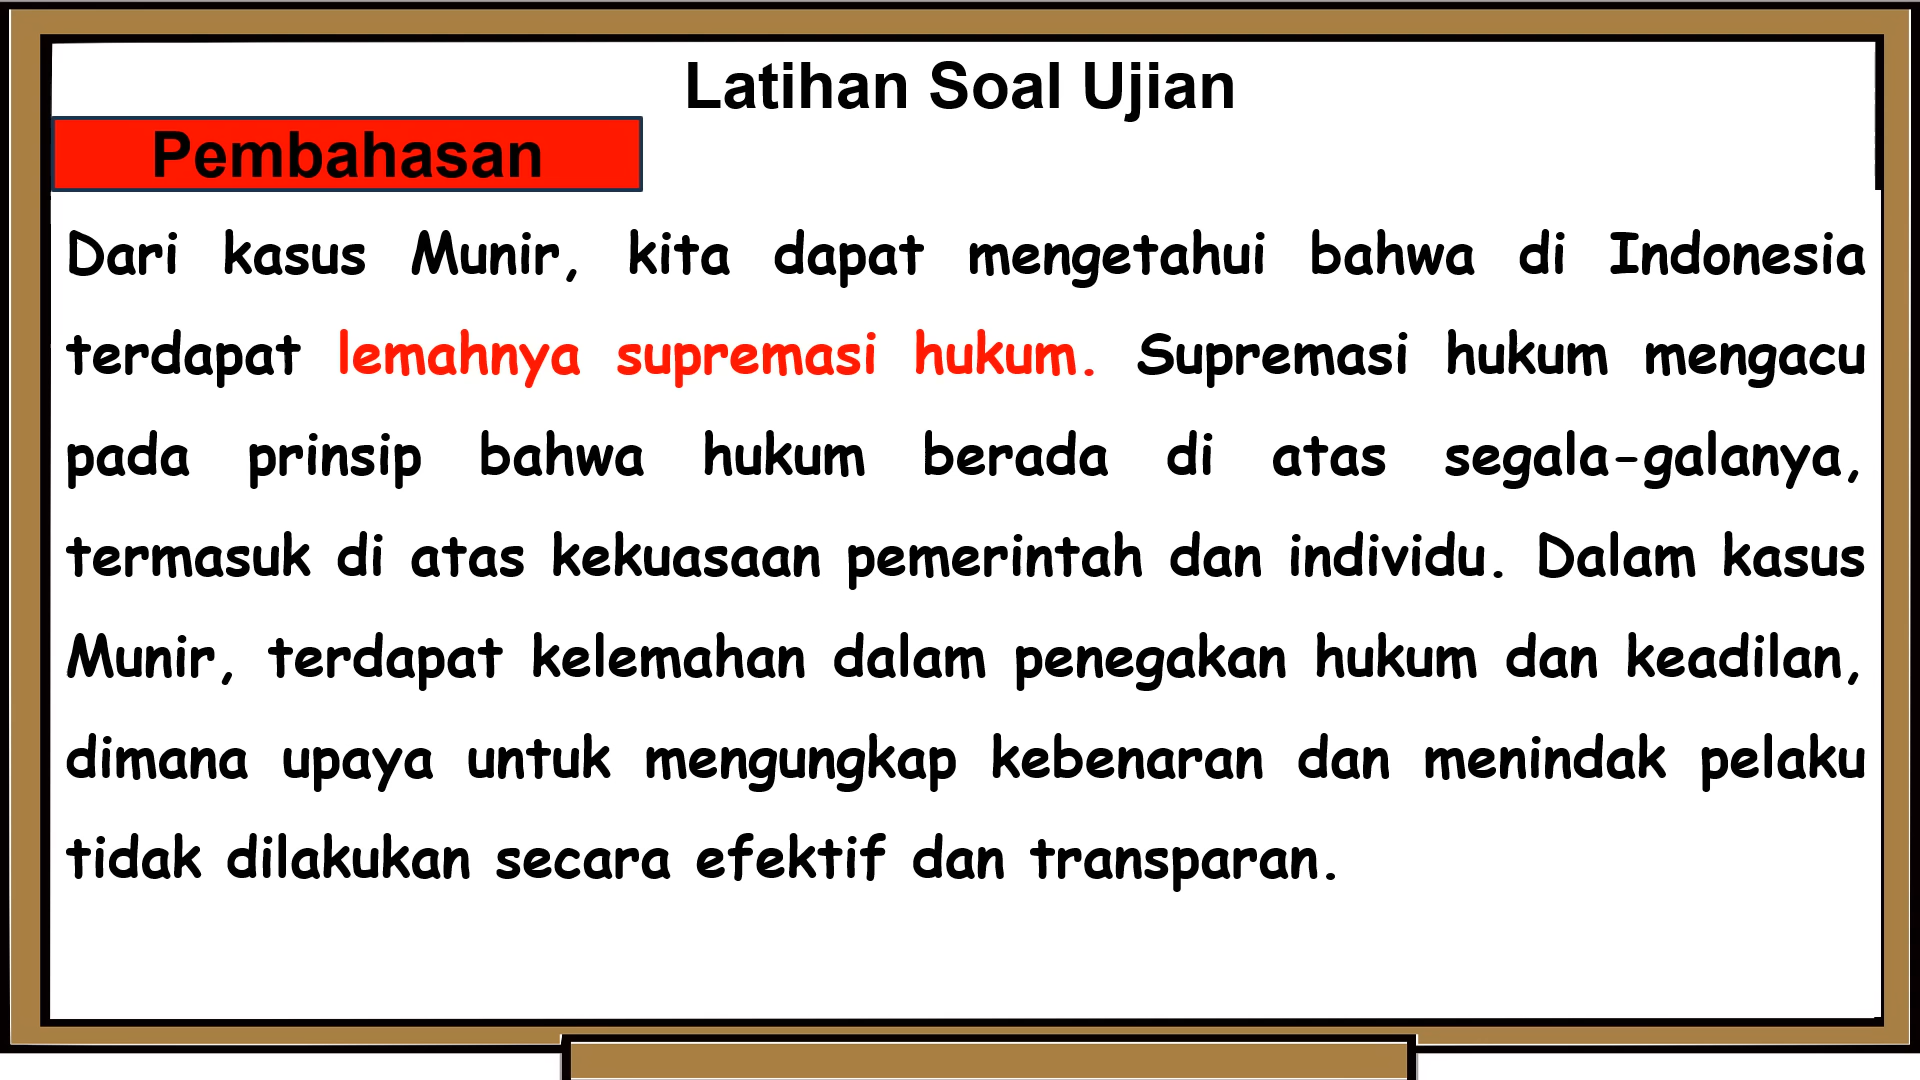 Latihan Soal Ujian
Pembahasan
Dari kasus Munir, kita dapat mengetahui bahwa di Indonesia
terdapat lemahnya supremasi hukum. Supremasi hukum mengacu
pada prinsip bahwa hukum berada di atas segala-galanya,
termasuk di atas kekuasaan pemerintah dan individu. Dalam kasus
Munir, terdapat kelemahan dalam penegakan hukum dan keadilan,
dimana upaya untuk mengungkap kebenaran dan menindak pelaku
tidak dilakukan secara efektif dan transparan.